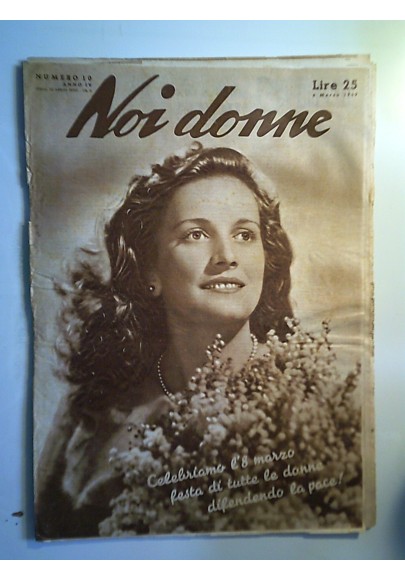 NUMERO 10
ANNO IV
Noi donne
Lire 25
Celebriamo l'8 marzo
festa di tutte le donne
difendendo la pace!